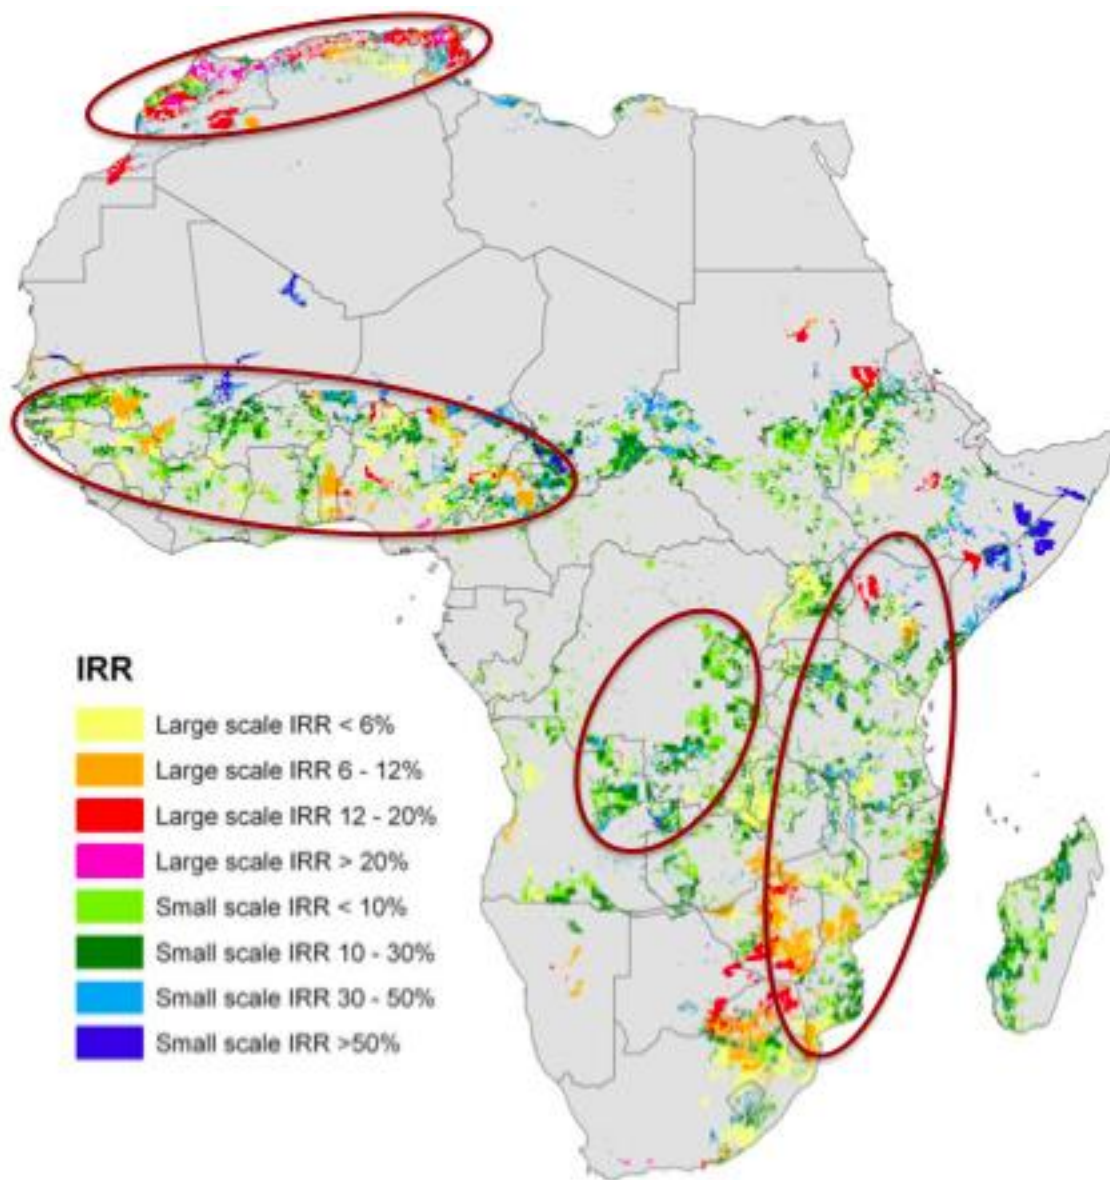 IRR
Large scale IRR < 6%
Large scale IRR 6 - 12%
Large scale IRR 12 - 20%
Large scale IRR > 20%
Small scale IRR < 10%
Small scale IRR 10 - 30%
Small scale IRR 30 - 50%
Small scale IRR >50%